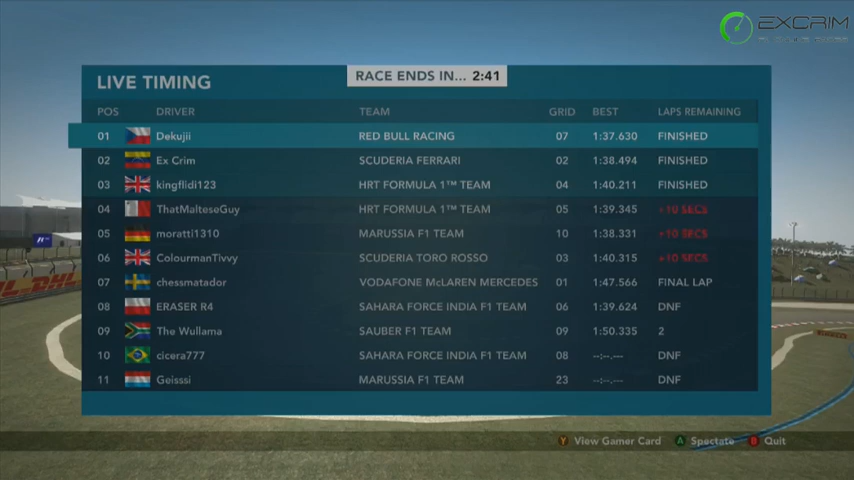 EXCRIM
RACE ENDS IN... 2:41
LIVE TIMING
POS DRIVER TEAM GRID BEST LAPS REMAINING
01 Dekujii RED BULL RACING 07 1:37.630 FINISHED
02 Ex Crim SCUDERIA FERRARI 02 1:38.494 FINISHED
03 kingflidi123 HRT FORMULA 1™ TEAM 04 1:40.211 FINISHED
04 ThatMalteseGuy HRT FORMULA 1™ TEAM 05 1:39.345 +10 SECS
05 moratti1310 MARUSSIA F1 TEAM 10 1:38.331 +10 SECS
06 ColourmanTivvy SCUDERIA TORO ROSSO 03 1:40.315 +10 SECS
07 chessmatador VODAFONE McLAREN MERCEDES 01 1:47.566 FINAL LAP
08 ERASER R4 SAHARA FORCE INDIA F1 TEAM 06 1:39.624 DNF
09 The Wullama SAUBER F1 TEAM 09 1:50.335 2
10 cicera777 SAHARA FORCE INDIA F1 TEAM 08 --:--.--- DNF
11 Geisssi MARUSSIA F1 TEAM 23 --:--.--- DNF
Y View Gamer Card A Spectate B Quit